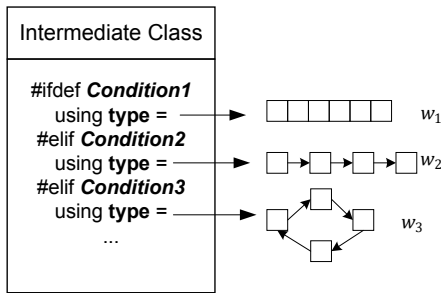 Intermediate Class
#ifdef Condition1
using type = w₁
#elif Condition2
using type = w₂
#elif Condition3
using type = w₃
...